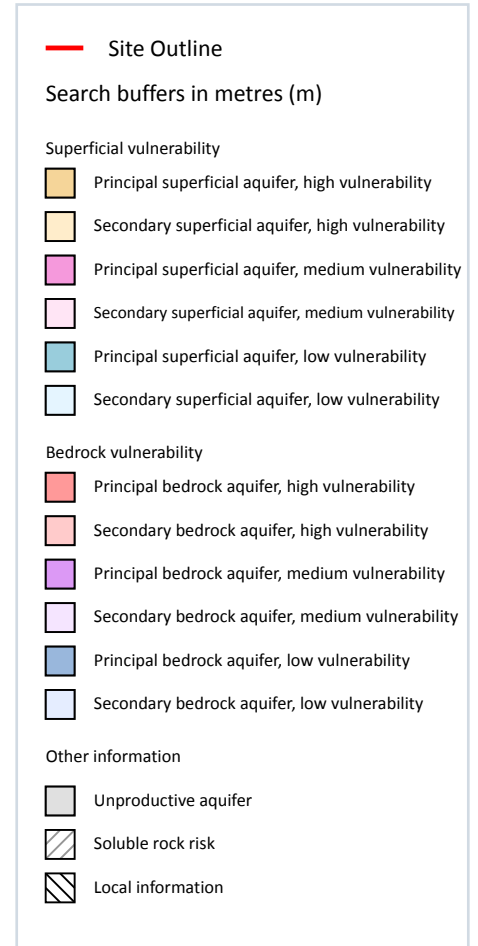 Site Outline
Search buffers in metres (m)
Superficial vulnerability
Principal superficial aquifer, high vulnerability
Secondary superficial aquifer, high vulnerability
Principal superficial aquifer, medium vulnerability
Secondary superficial aquifer, medium vulnerability
Principal superficial aquifer, low vulnerability
Secondary superficial aquifer, low vulnerability
Bedrock vulnerability
Principal bedrock aquifer, high vulnerability
Secondary bedrock aquifer, high vulnerability
Principal bedrock aquifer, medium vulnerability
Secondary bedrock aquifer, medium vulnerability
Principal bedrock aquifer, low vulnerability
Secondary bedrock aquifer, low vulnerability
Other information
Unproductive aquifer
Soluble rock risk
Local information